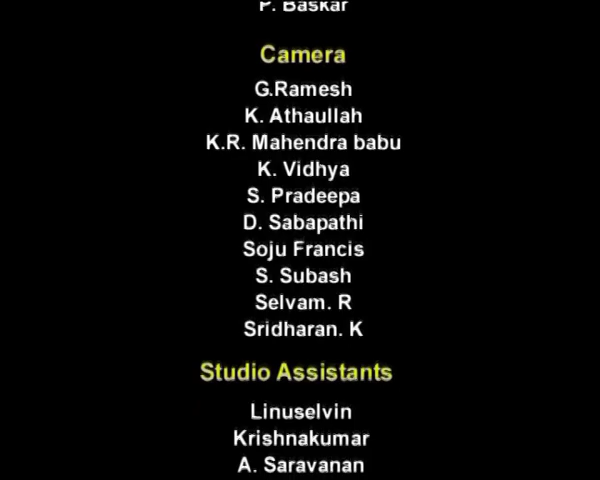 P. Baskar
Camera
G.Ramesh
K. Athaullah
K.R. Mahendra babu
K. Vidhya
S. Pradeepa
D. Sabapathi
Soju Francis
S. Subash
Selvam. R
Sridharan. K
Studio Assistants
Linuselvin
Krishnakumar
A. Saravanan